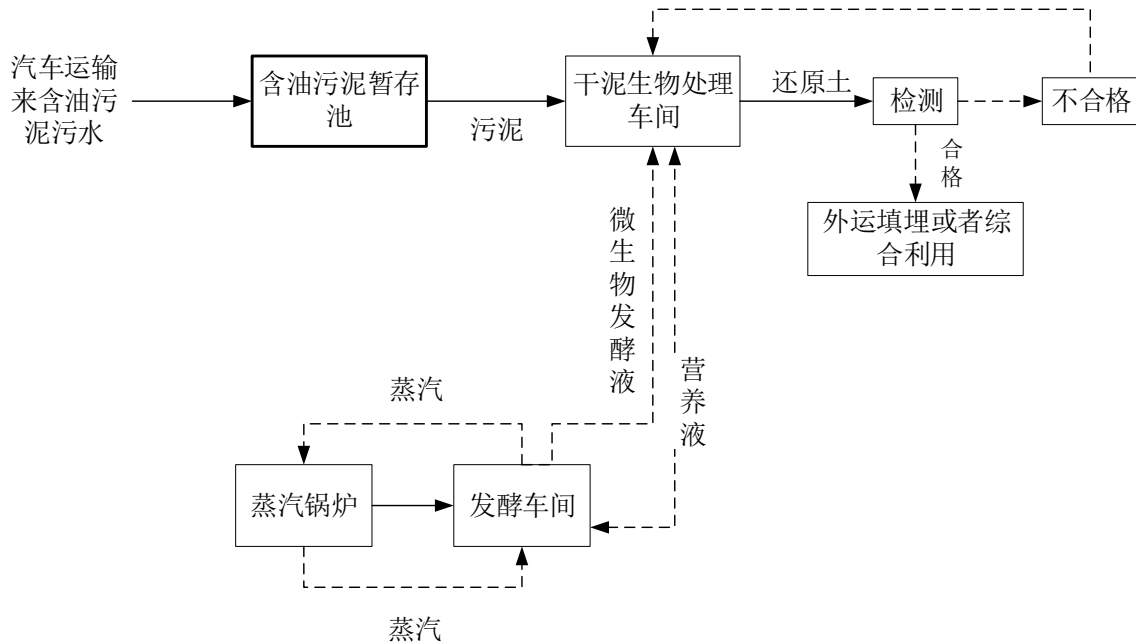 汽车运输
来含油污
泥污水
含油污泥暂存
池
污泥
干泥生物处理
车间
还原土
检测
不合格
合
格
外运填埋或者综
合利用
微
生
物
发
酵
液
营
养
液
蒸汽
蒸汽锅炉
发酵车间
蒸汽